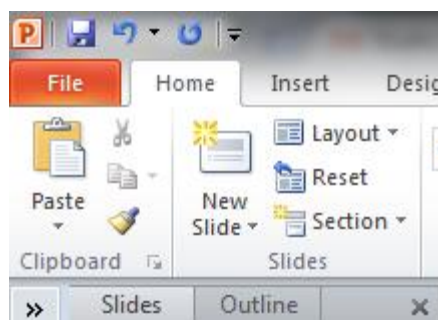 P
File Home Insert Desig
Layout
Reset
Paste New Slide Section
Clipboard Slides
» Slides Outline